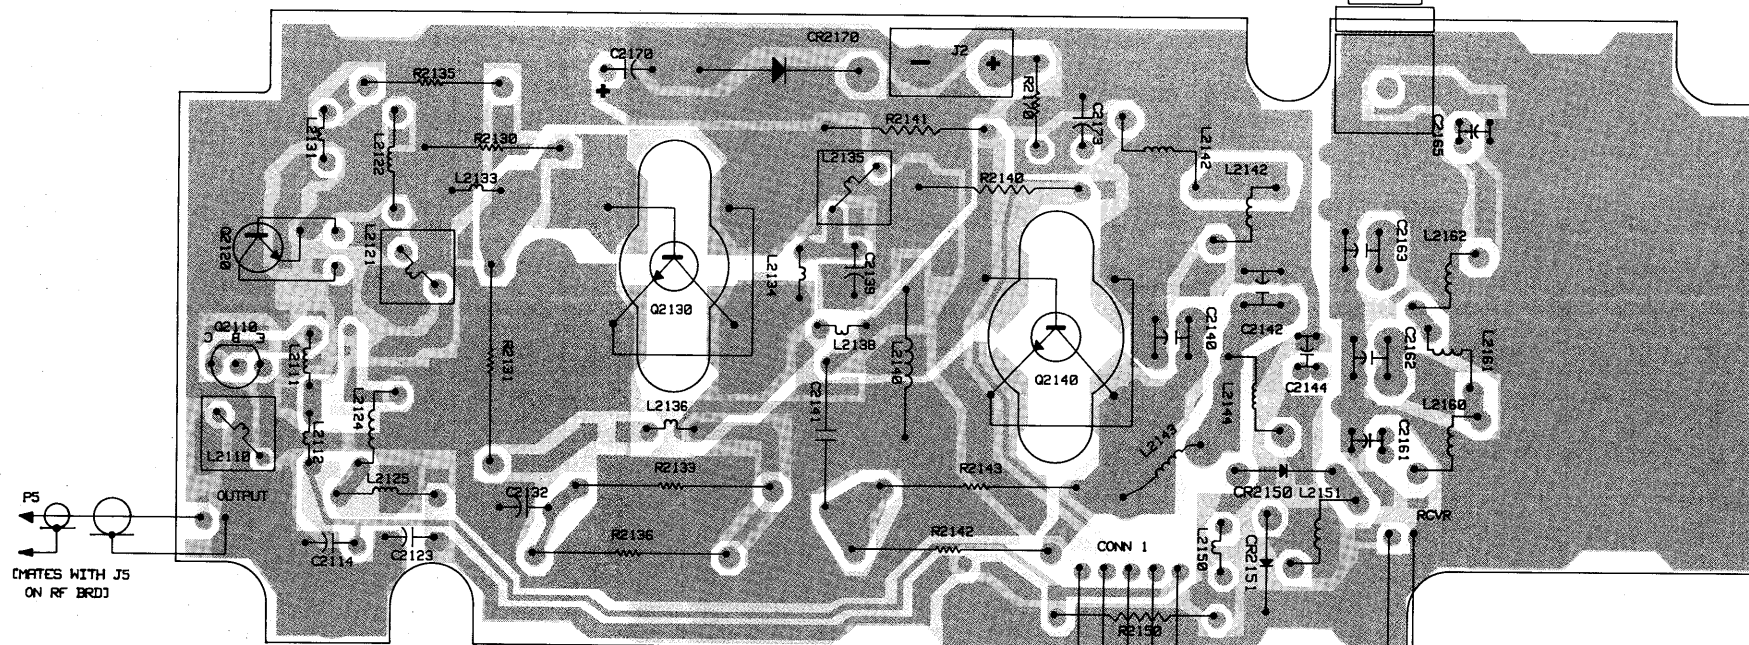 CR2170
C2170
J2
- +
R2135
+
R2170
C2173
R2141
C2165
L2131
L2122
R2130
L2135
L2142
L2142
L2133
R2140
Q2120
L2121
C2163
L2162
L2134
C2139
Q2130
C2142
C2140
Q2110
C B E
L2138
L2140
R2131
Q2140
C2162
L2161
L2111
C2144
C2141
L2144
L2160
L2124
L2136
L2112
L2143
C2161
L2110
R2133
R2143
L2125
OUTPUT
C2132
CR2150
L2151
P5
RCVR
R2136
R2142
C2114
C2123
CONN 1
L2150
CR2151
[MATES WITH J5
ON RF BRD]
R2150